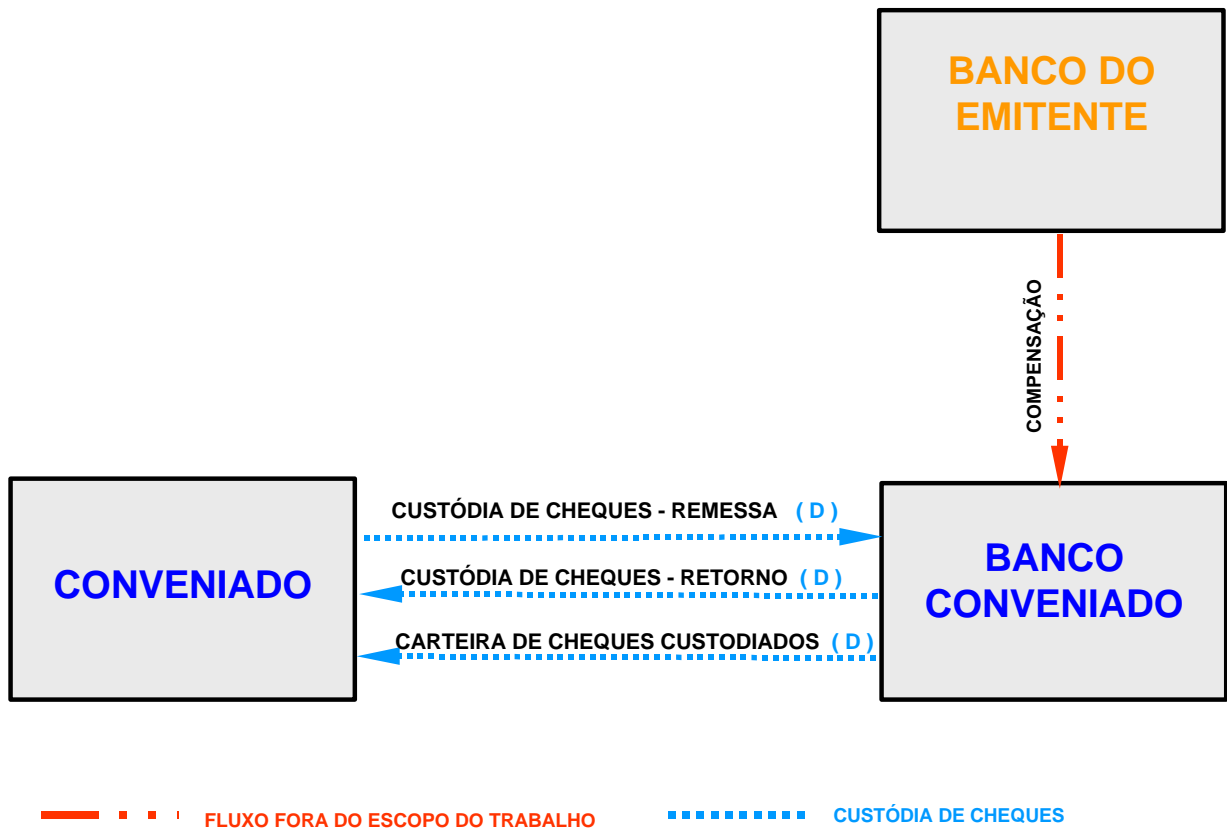 BANCO DO
EMITENTE
COMPENSAÇÃO
CONVENIADO
CUSTÓDIA DE CHEQUES - REMESSA ( D )
CUSTÓDIA DE CHEQUES - RETORNO ( D )
CARTEIRA DE CHEQUES CUSTODIADOS ( D )
BANCO
CONVENIADO
FLUXO FORA DO ESCOPO DO TRABALHO
CUSTÓDIA DE CHEQUES